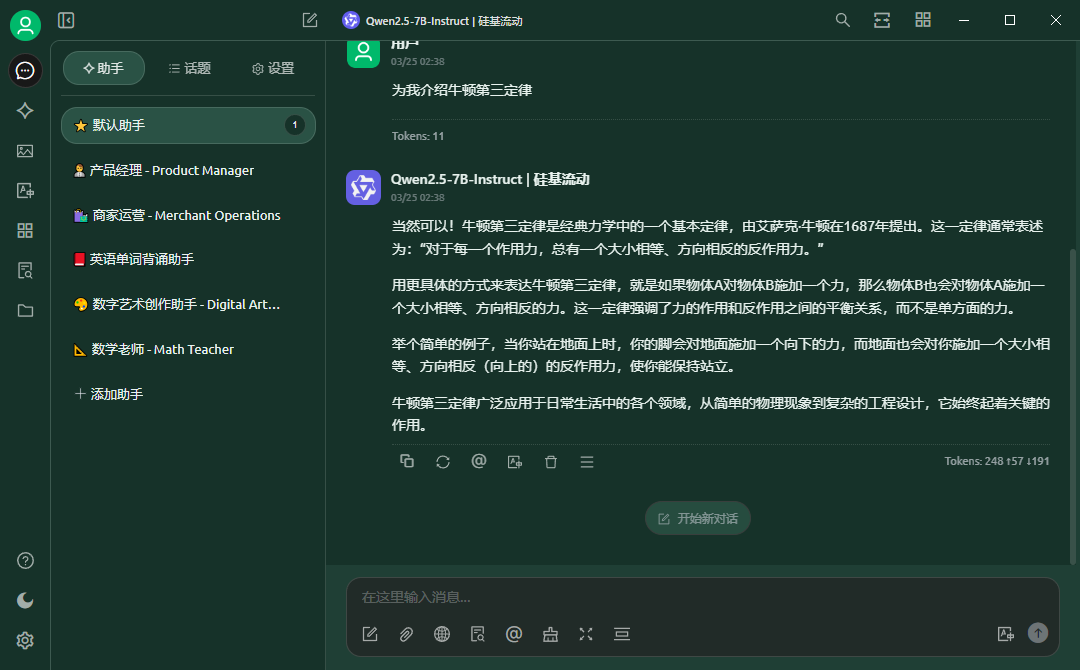 Qwen2.5-7B-Instruct | 硅基流动
助手
话题
设置
默认助手
1
产品经理 - Product Manager
商家运营 - Merchant Operations
英语单词背诵助手
数字艺术创作助手 - Digital Art...
数学老师 - Math Teacher
添加助手
用户
03/25 02:38
为我介绍牛顿第三定律
Tokens: 11
Qwen2.5-7B-Instruct | 硅基流动
03/25 02:38
当然可以！牛顿第三定律是经典力学中的一个基本定律，由艾萨克·牛顿在1687年提出。这一定律通常表述
为：“对于每一个作用力，总有一个大小相等、方向相反的反作用力。”
用更具体的方式来表达牛顿第三定律，就是如果物体A对物体B施加一个力，那么物体B也会对物体A施加一
个大小相等、方向相反的力。这一定律强调了力的作用和反作用之间的平衡关系，而不是单方面的力。
举个简单的例子，当你站在地面上时，你的脚会对地面施加一个向下的力，而地面也会对你施加一个大小相
等、方向相反（向上的）的反作用力，使你能保持站立。
牛顿第三定律广泛应用于日常生活中的各个领域，从简单的物理现象到复杂的工程设计，它始终起着关键的
作用。
Tokens: 248 ↑57 ↓191
开始新对话
在这里输入消息...